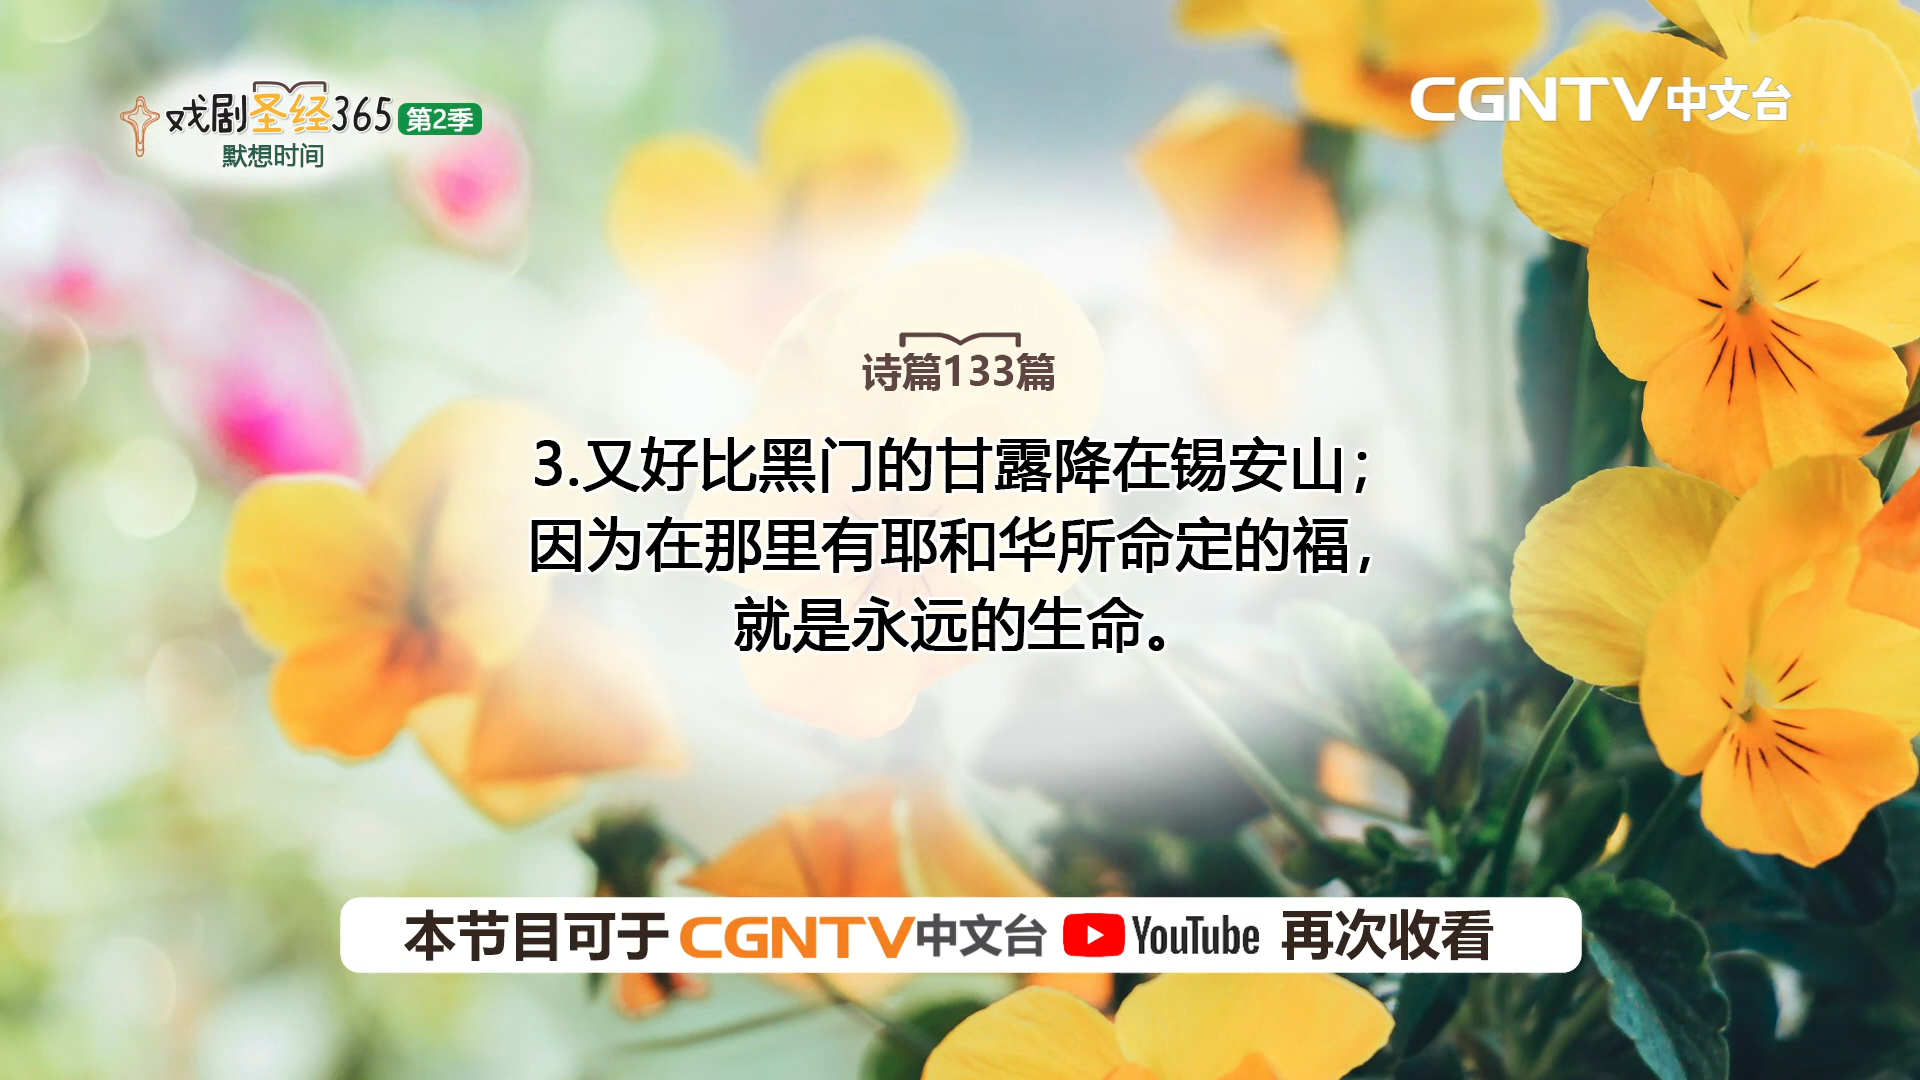 戏剧圣经365 第2季
默想时间
CGNTV中文台
诗篇133篇
3.又好比黑门的甘露降在锡安山；
因为在那里有耶和华所命定的福，
就是永远的生命。
本节目可于 CGNTV中文台 YouTube 再次收看